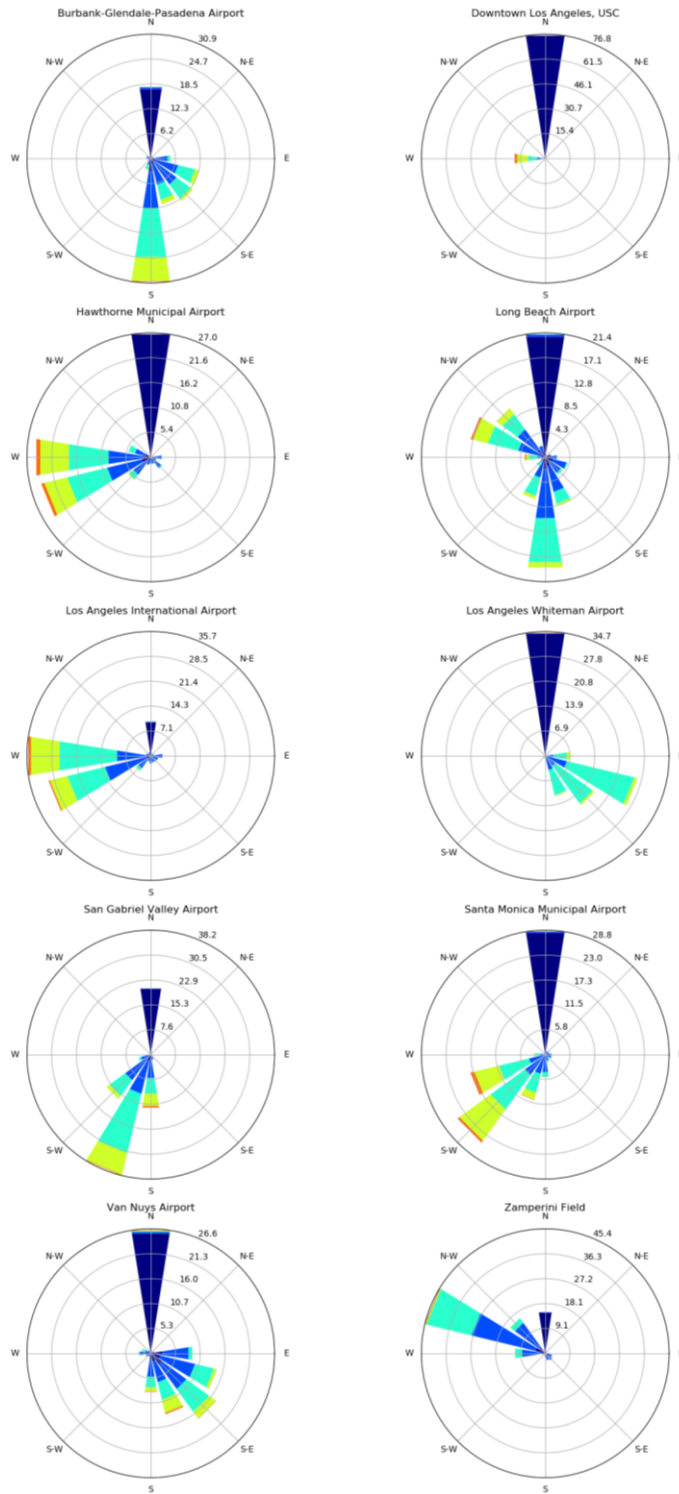 Burbank-Glendale-Pasadena Airport
N
30.9
24.7
18.5
12.3
6.2
N-W
N-E
W
E
S-W
S-E
S
Downtown Los Angeles, USC
N
76.8
61.5
46.1
30.7
15.4
N-W
N-E
W
S-W
S-E
S
Hawthorne Municipal Airport
N
27.0
21.6
16.2
10.8
5.4
N-W
N-E
W
E
S-W
S-E
S
Long Beach Airport
N
21.4
17.1
12.8
8.5
4.3
N-W
N-E
W
S-W
S-E
S
Los Angeles International Airport
N
35.7
28.5
21.4
14.3
7.1
N-W
N-E
W
E
S-W
S-E
S
Los Angeles Whiteman Airport
N
34.7
27.8
20.8
13.9
6.9
N-W
N-E
W
S-W
S-E
S
San Gabriel Valley Airport
N
38.2
30.5
22.9
15.3
7.6
N-W
N-E
W
E
S-W
S-E
S
Santa Monica Municipal Airport
N
28.8
23.0
17.3
11.5
5.8
N-W
N-E
W
S-W
S-E
S
Van Nuys Airport
N
26.6
21.3
16.0
10.7
5.3
N-W
N-E
W
E
S-W
S-E
S
Zamperini Field
N
45.4
36.3
27.2
18.1
9.1
N-W
N-E
W
S-W
S-E
S